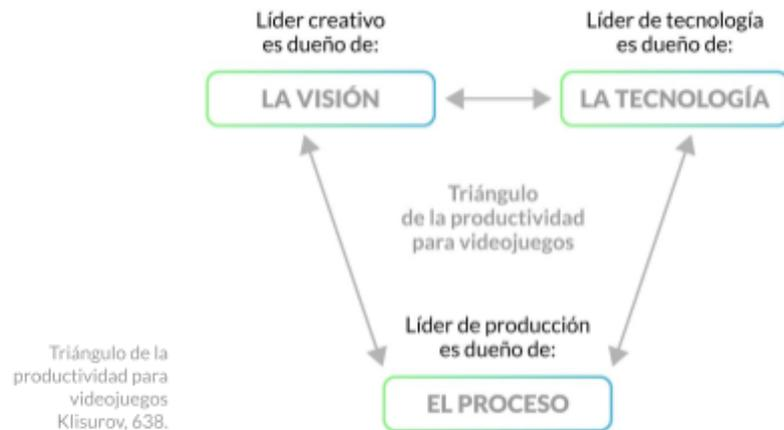 Líder creativo
es dueño de:
Líder de tecnología
es dueño de:
LA VISIÓN
LA TECNOLOGÍA
Triángulo
de la productividad
para videojuegos
Líder de producción
es dueño de:
EL PROCESO
Triángulo de la
productividad para
videojuegos
Klisurov, 638.